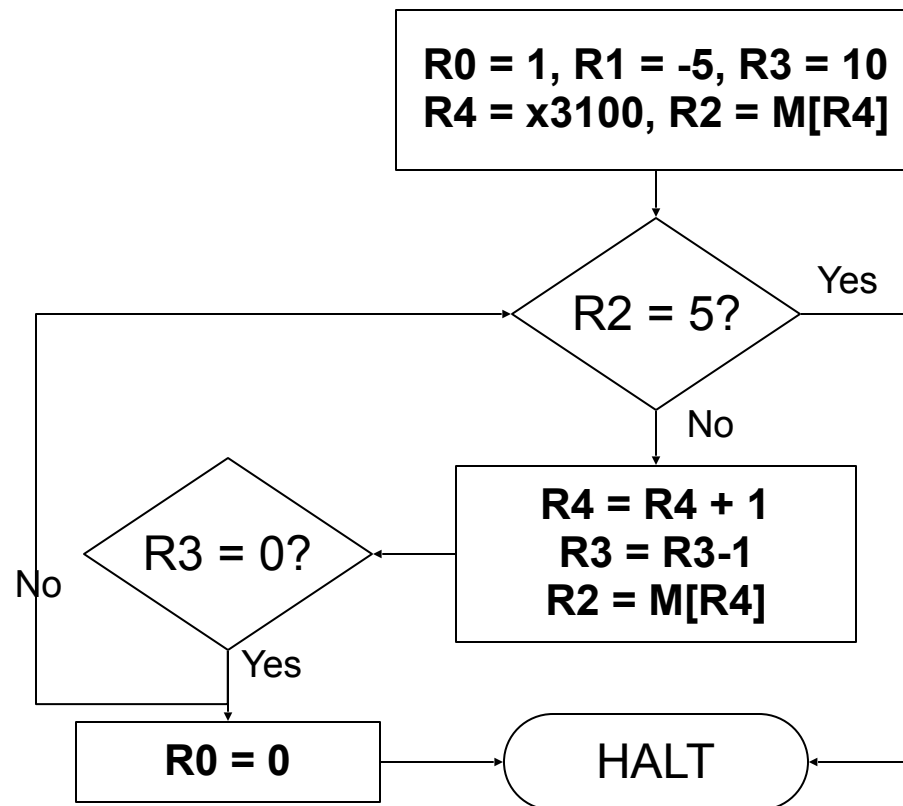 R0 = 1, R1 = -5, R3 = 10
R4 = x3100, R2 = M[R4]
Yes
R2 = 5?
No
R4 = R4 + 1
R3 = R3-1
R2 = M[R4]
R3 = 0?
No
Yes
R0 = 0
HALT